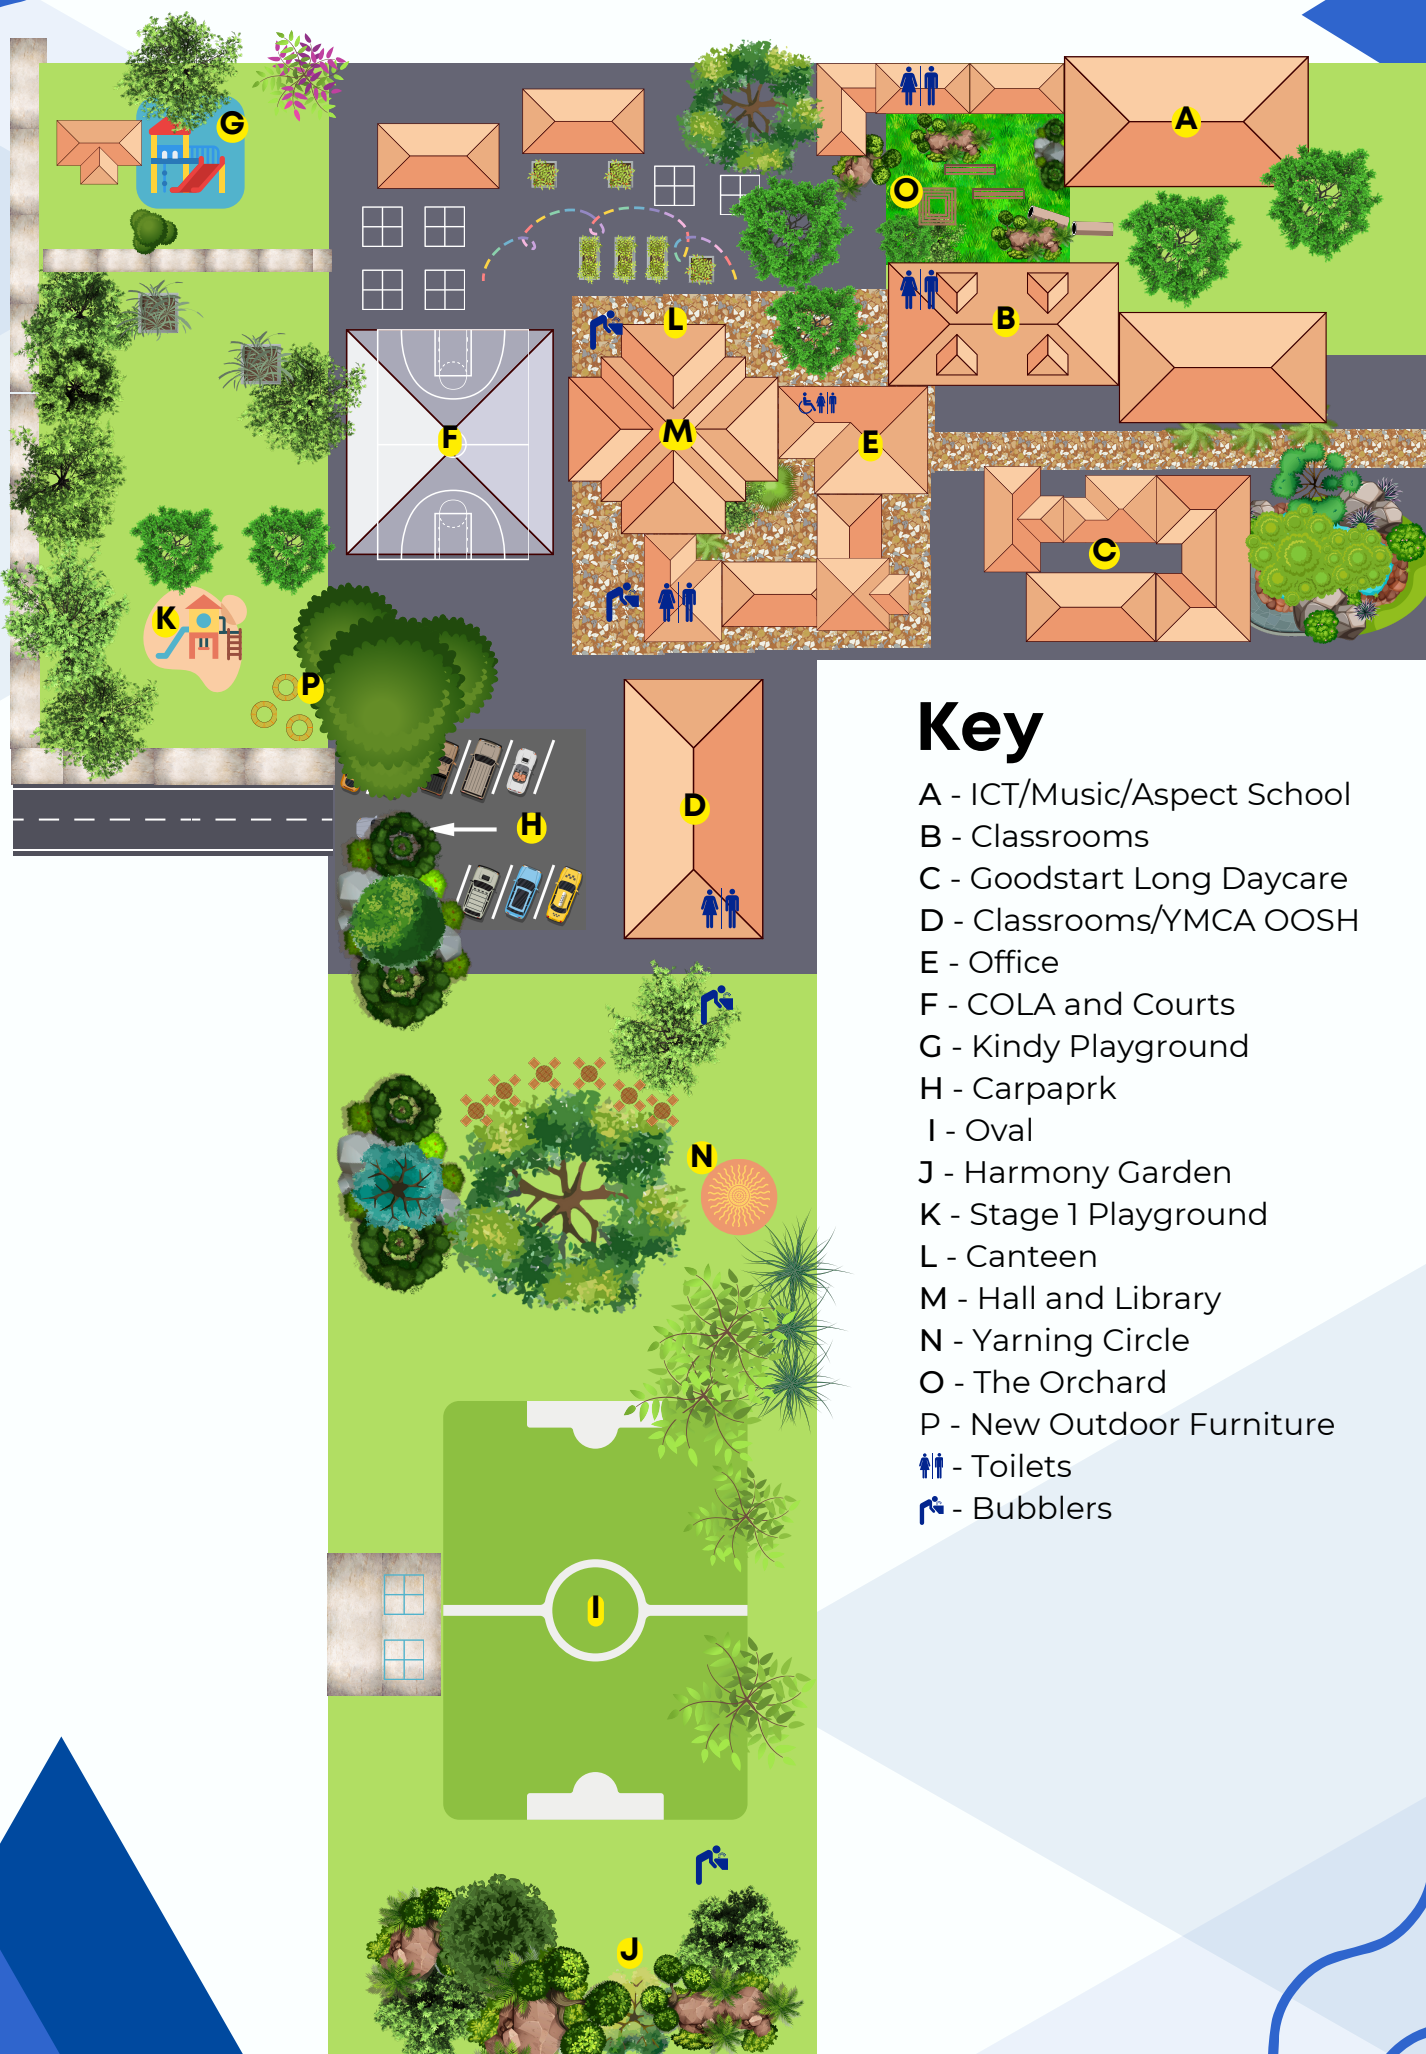 G
A
O
L
B
F
M
E
C
K
P
Key
D
H
A - ICT/Music/Aspect School
B - Classrooms
C - Goodstart Long Daycare
D - Classrooms/YMCA OOSH
E - Office
F - COLA and Courts
G - Kindy Playground
H - Carpaprk
I - Oval
J - Harmony Garden
K - Stage 1 Playground
L - Canteen
M - Hall and Library
N - Yarning Circle
O - The Orchard
P - New Outdoor Furniture
- Toilets
- Bubblers
N
I
J